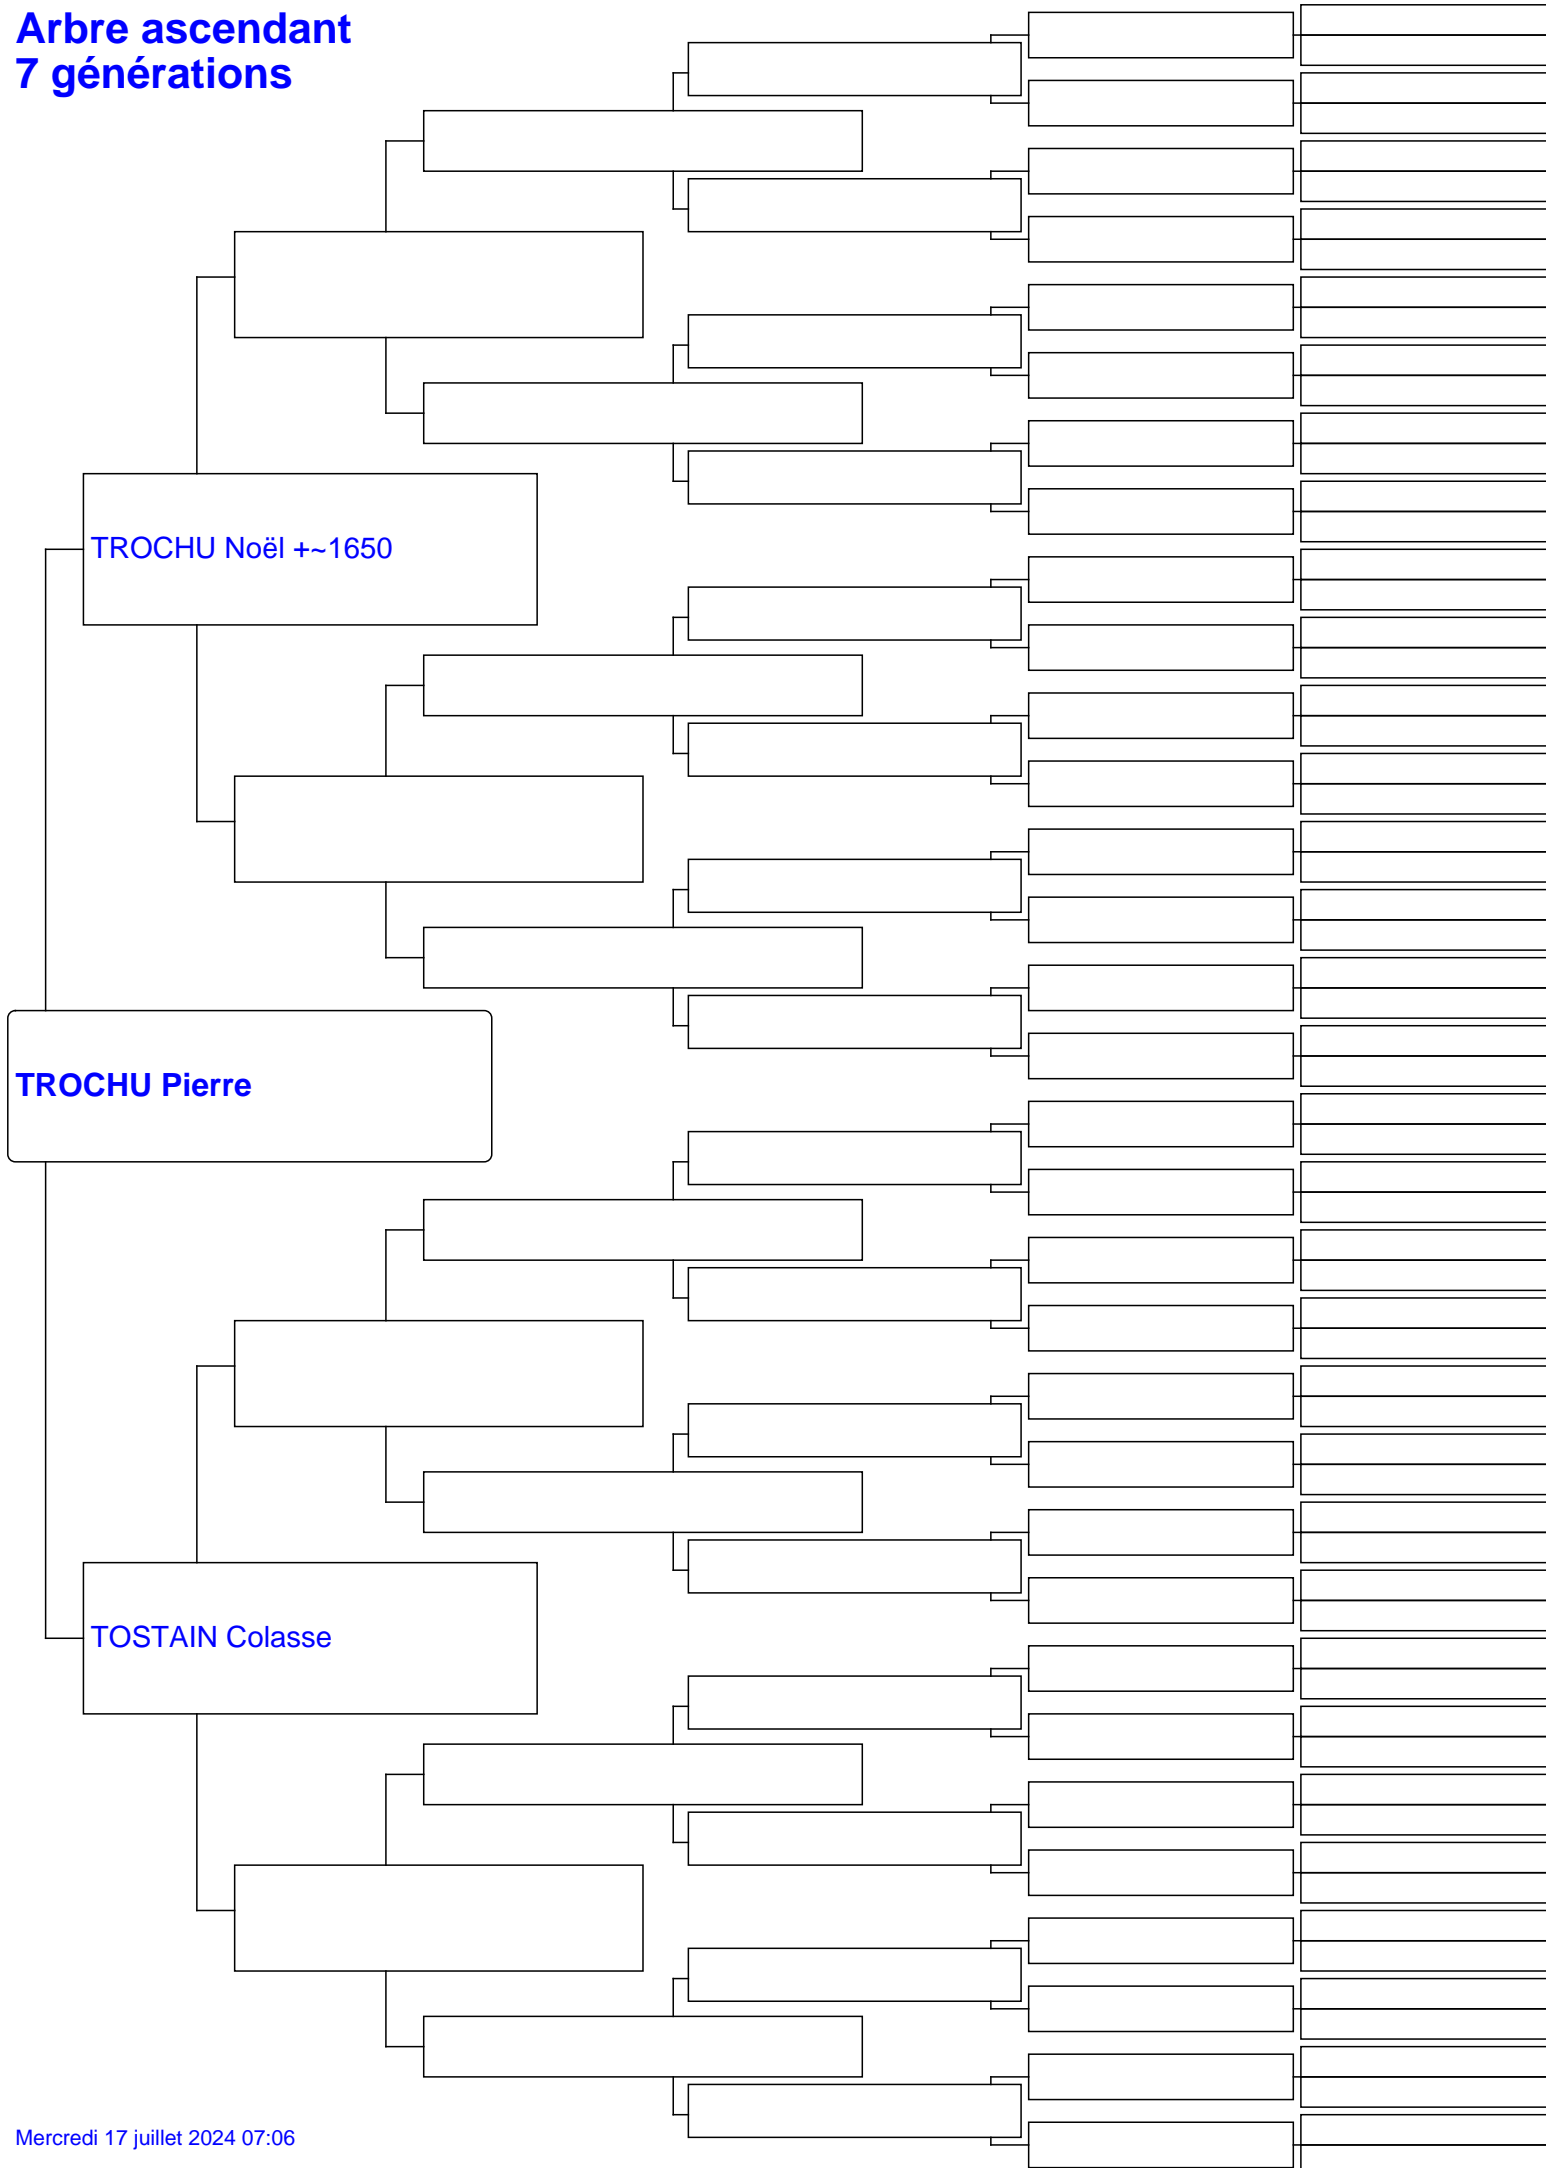 Arbre ascendant
7 générations
TROCHU Noël +~1650
TROCHU Pierre
TOSTAIN Colasse
Mercredi 17 juillet 2024 07:06